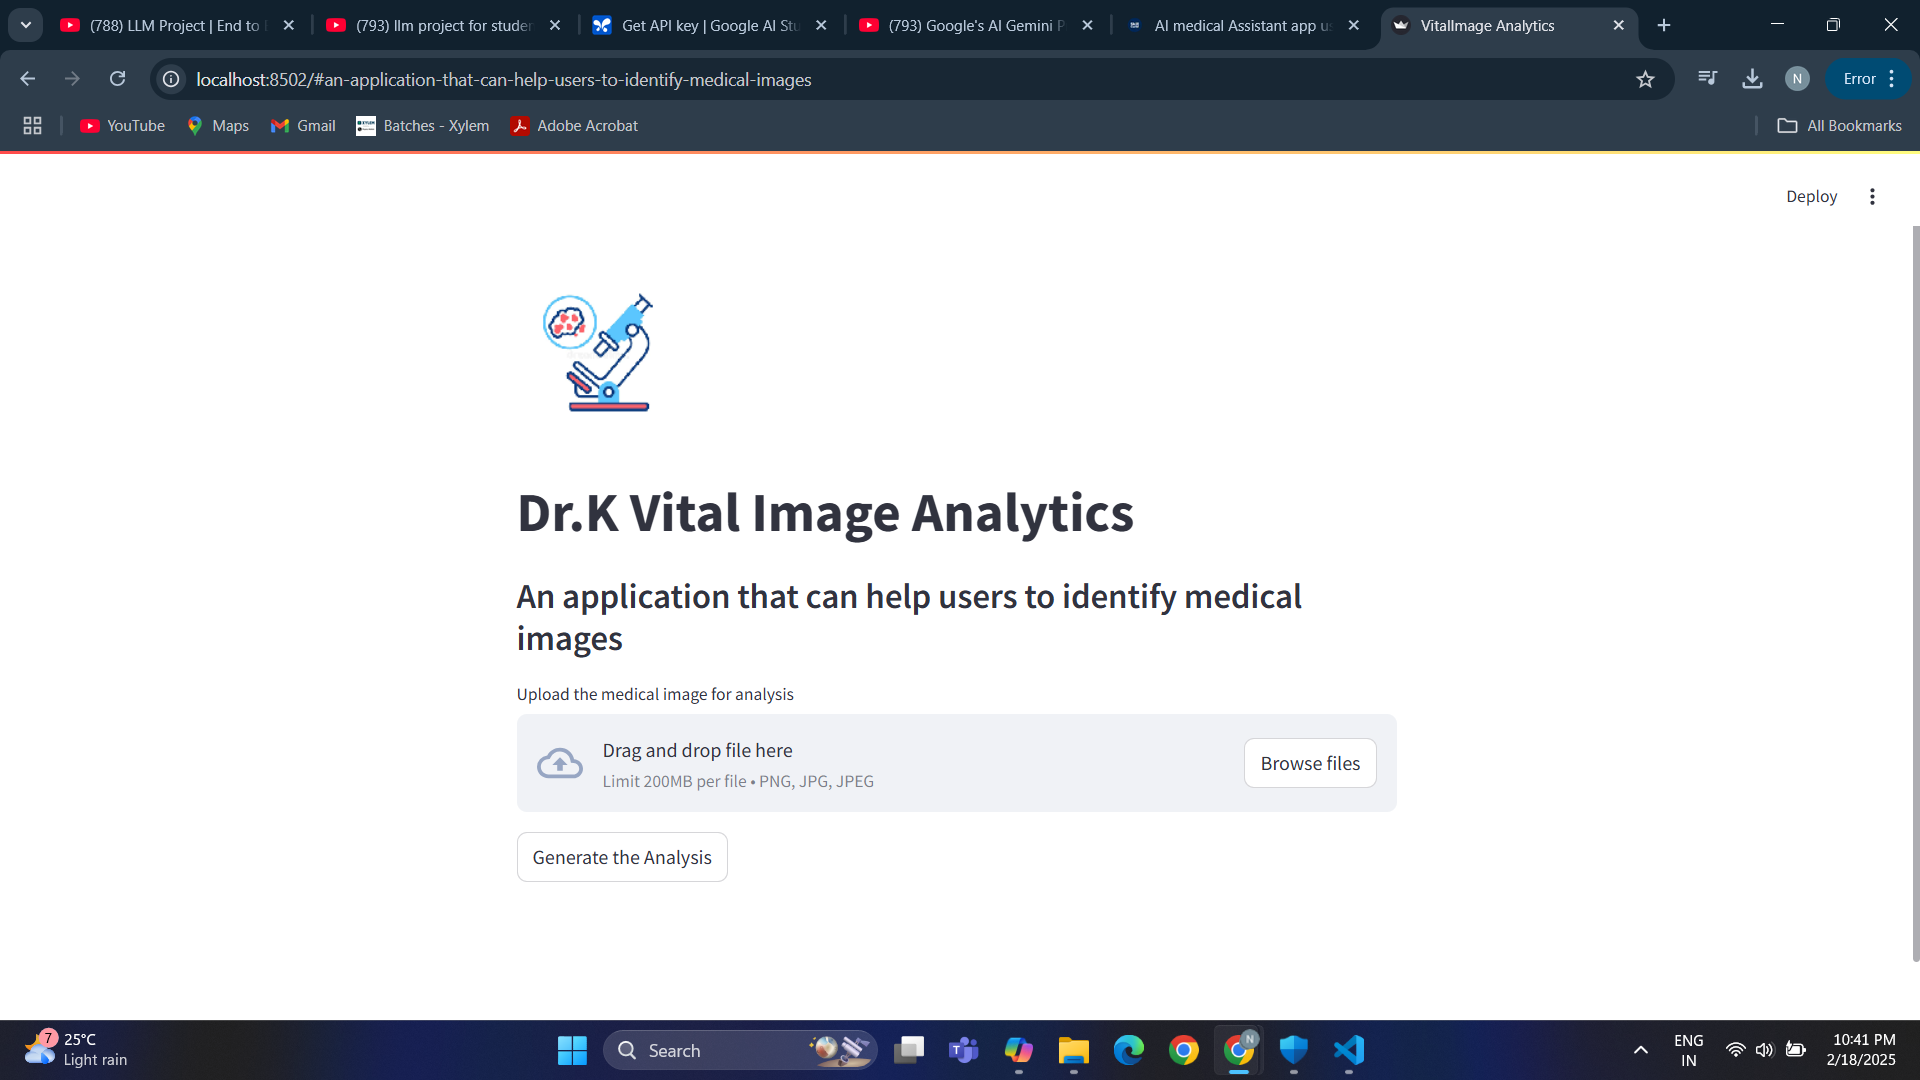 (788) LLM Project | End to
(793) llm project for studen
Get API key | Google AI Stu
(793) Google's AI Gemini P
AI medical Assistant app us
VitalImage Analytics
localhost:8502/#an-application-that-can-help-users-to-identify-medical-images
N
Error
YouTube
Maps
Gmail
Batches - Xylem
Adobe Acrobat
All Bookmarks
Deploy
Dr.K Vital Image Analytics
An application that can help users to identify medical
images
Upload the medical image for analysis
Drag and drop file here
Limit 200MB per file • PNG, JPG, JPEG
Browse files
Generate the Analysis
7
25°C
Light rain
Search
N
ENG
IN
10:41 PM
2/18/2025